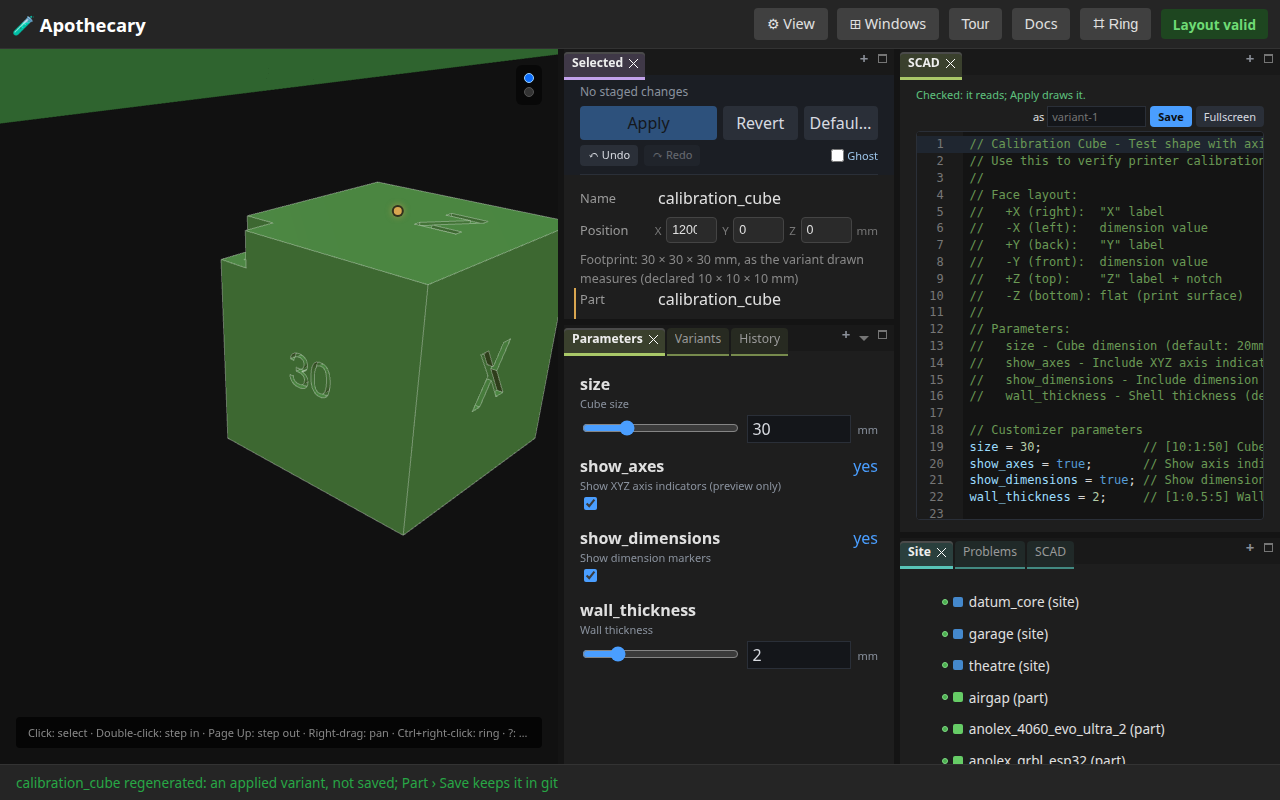 🧪 Apothecary
⚙ View
⊞ Windows
Tour
Docs
⌗ Ring
Layout valid
Z
30
X
Click: select · Double-click: step in · Page Up: step out · Right-drag: pan · Ctrl+right-click: ring · ?: ...
Selected
No staged changes
Apply
Revert
Defaul...
↶ Undo
↷ Redo
Ghost
Name calibration_cube
Position X 1200 Y 0 Z 0 mm
Footprint: 30 × 30 × 30 mm, as the variant drawn
measures (declared 10 × 10 × 10 mm)
Part calibration_cube
Parameters
Variants
History
size
Cube size
30 mm
show_axes yes
Show XYZ axis indicators (preview only)
show_dimensions yes
Show dimension markers
wall_thickness
Wall thickness
2 mm
SCAD
Checked: it reads; Apply draws it.
as variant-1 Save Fullscreen
1 // Calibration Cube - Test shape with axi
2 // Use this to verify printer calibration
3 //
4 // Face layout:
5 //   +X (right):  "X" label
6 //   -X (left):   dimension value
7 //   +Y (back):   "Y" label
8 //   -Y (front):  dimension value
9 //   +Z (top):    "Z" label + notch
10 //   -Z (bottom): flat (print surface)
11 //
12 // Parameters:
13 //   size - Cube dimension (default: 20mm
14 //   show_axes - Include XYZ axis indicat
15 //   show_dimensions - Include dimension
16 //   wall_thickness - Shell thickness (de
17
18 // Customizer parameters
19 size = 30;             // [10:1:50] Cube
20 show_axes = true;       // Show axis indi
21 show_dimensions = true; // Show dimension
22 wall_thickness = 2;     // [1:0.5:5] Wall
23
Site
Problems
SCAD
datum_core (site)
garage (site)
theatre (site)
airgap (part)
anolex_4060_evo_ultra_2 (part)
anolex_grbl_esp32 (part)
calibration_cube regenerated: an applied variant, not saved; Part › Save keeps it in git